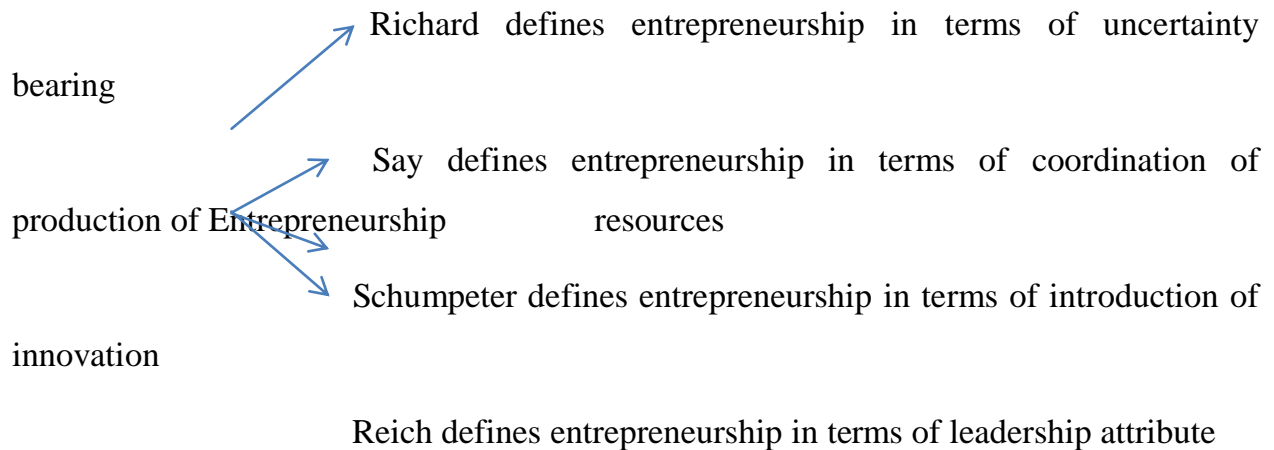 Richard defines entrepreneurship in terms of uncertainty
bearing
Say defines entrepreneurship in terms of coordination of
production of Entrepreneurship resources
Schumpeter defines entrepreneurship in terms of introduction of
innovation
Reich defines entrepreneurship in terms of leadership attribute